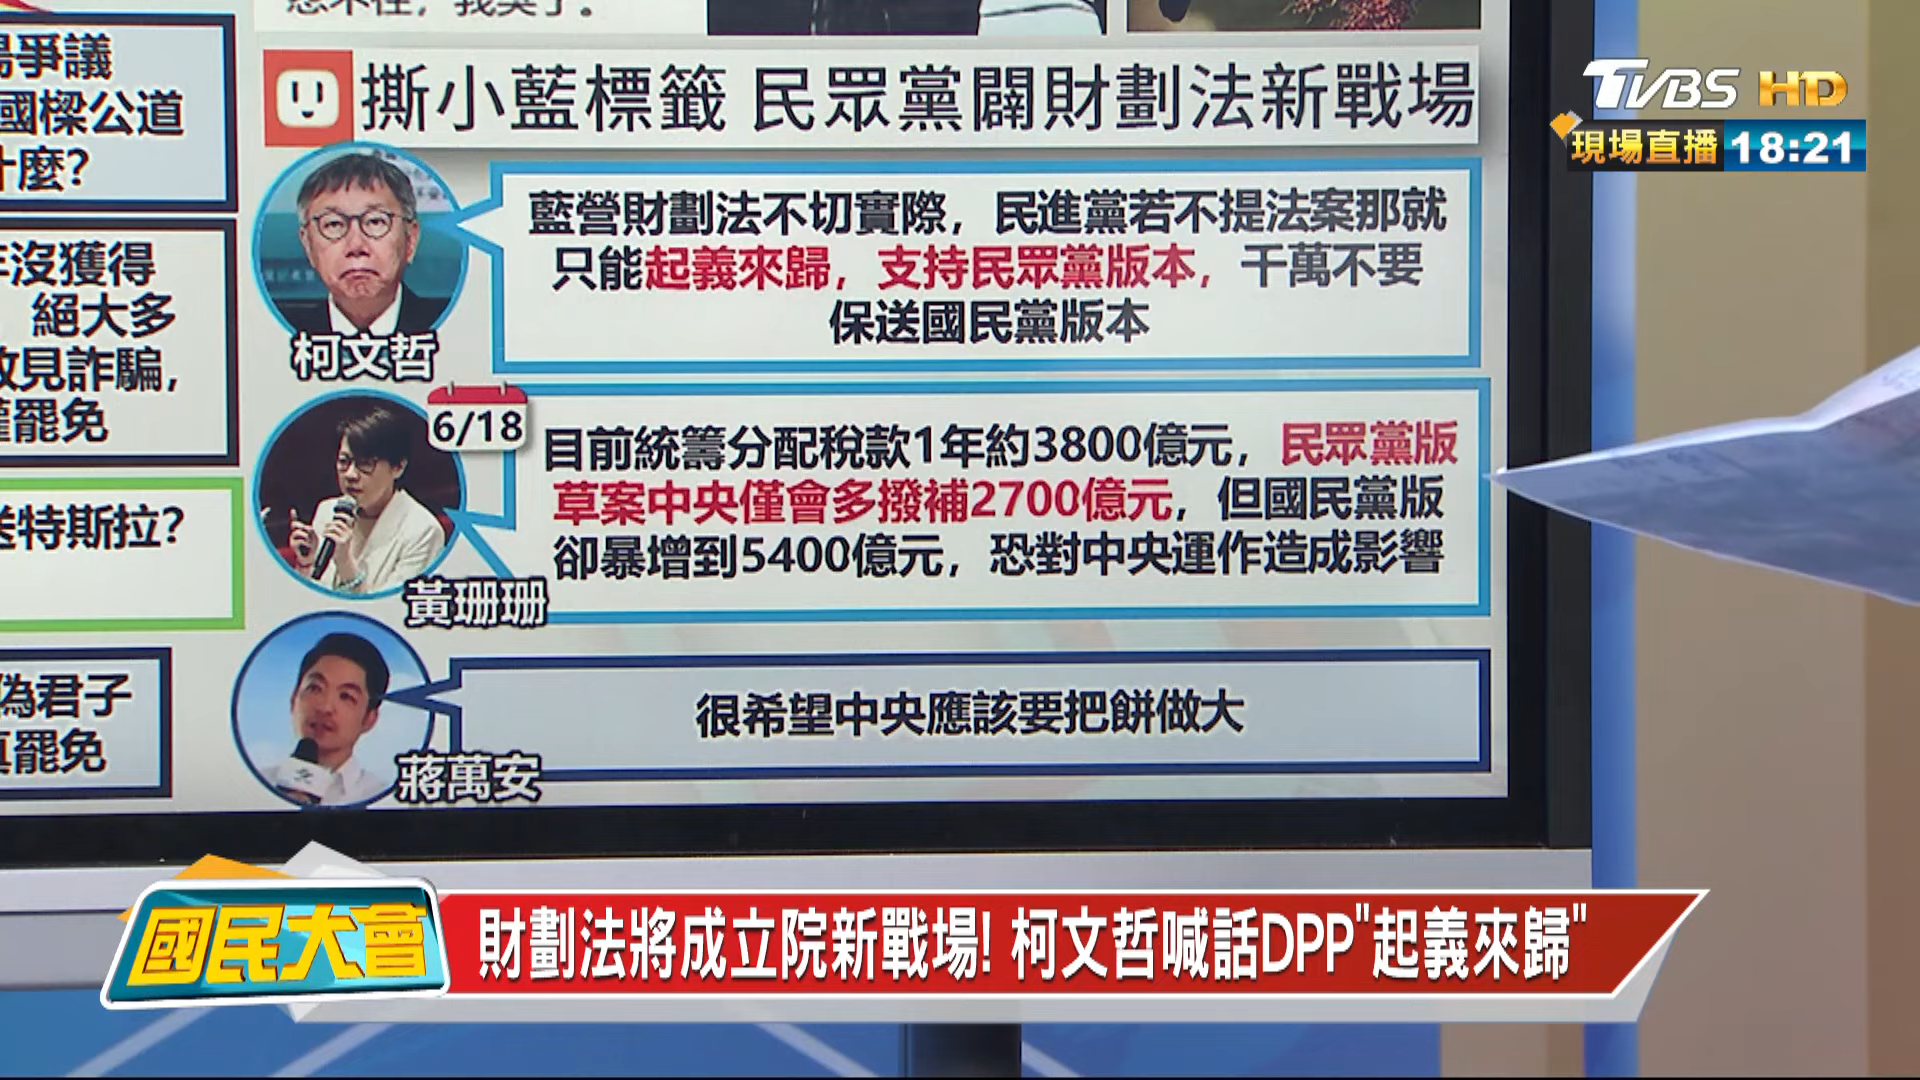 我哭了。
易爭議
國樑公道
什麼?
年沒獲得
絕大多
政見詐騙,
罷免
送特斯拉?
偽君子
真罷免
撕小藍標籤 民眾黨闢財劃法新戰場
藍營財劃法不切實際，民進黨若不提法案那就
只能起義來歸，支持民眾黨版本，千萬不要
保送國民黨版本
柯文哲
6/18
目前統籌分配稅款1年約3800億元，民眾黨版
草案中央僅會多撥補2700億元，但國民黨版
卻暴增到5400億元，恐對中央運作造成影響
黃珊珊
很希望中央應該要把餅做大
蔣萬安
TVBS HD
現場直播 18:21
國民大會
財劃法將成立院新戰場! 柯文哲喊話DPP"起義來歸"